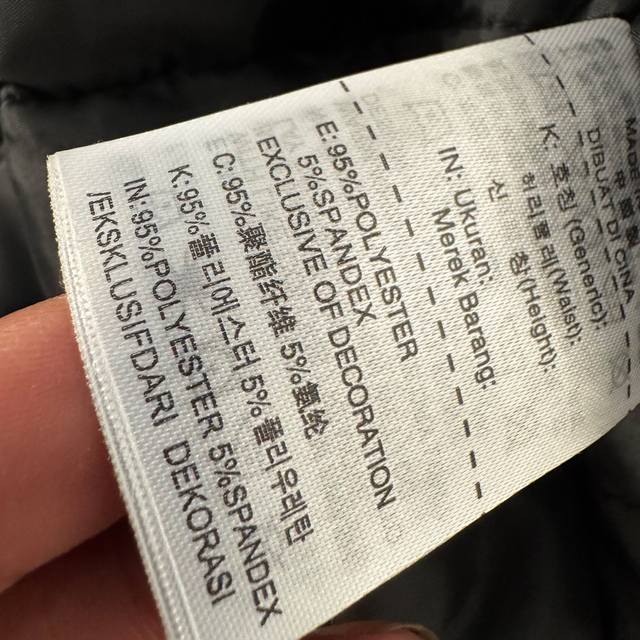 DIBUAT DI CINA
K: 호칭 (Generic):
허리둘레(Waist):
신 장(Height):
IN: Ukuran:
Merek Barang:
E:95%POLYESTER
5%SPANDEX
EXCLUSIVE OF DECORATION
C:95%聚酯纤维 5%氨纶
K:95% 폴리에스터 5% 폴리우레탄
IN:95%POLYESTER 5%SPANDEX
/EKSKLUSIFDARI DEKORASI